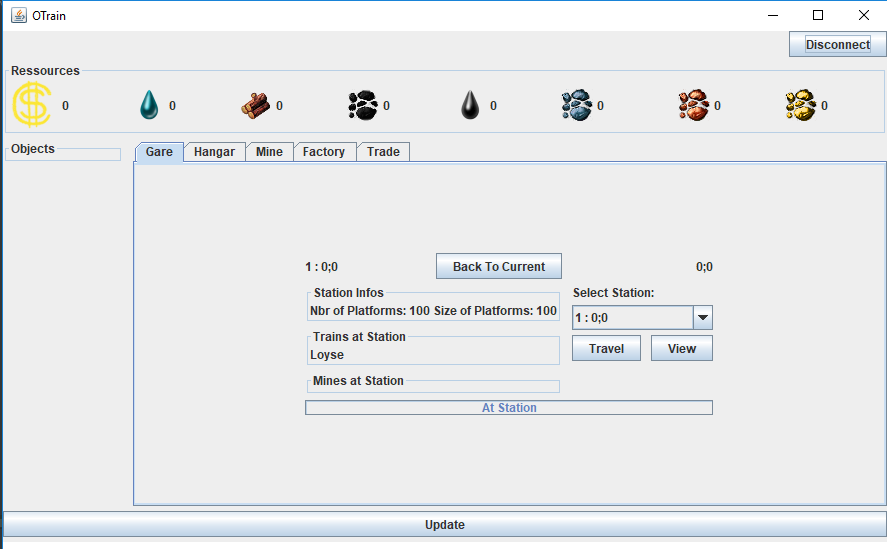 OTrain
Disconnect
Ressources
0 0 0 0 0 0 0 0
Objects
Gare Hangar Mine Factory Trade
1 : 0;0 Back To Current 0;0
Station Infos Select Station:
Nbr of Platforms: 100 Size of Platforms: 100 1 : 0;0
Trains at Station
Loyse Travel View
Mines at Station
At Station
Update